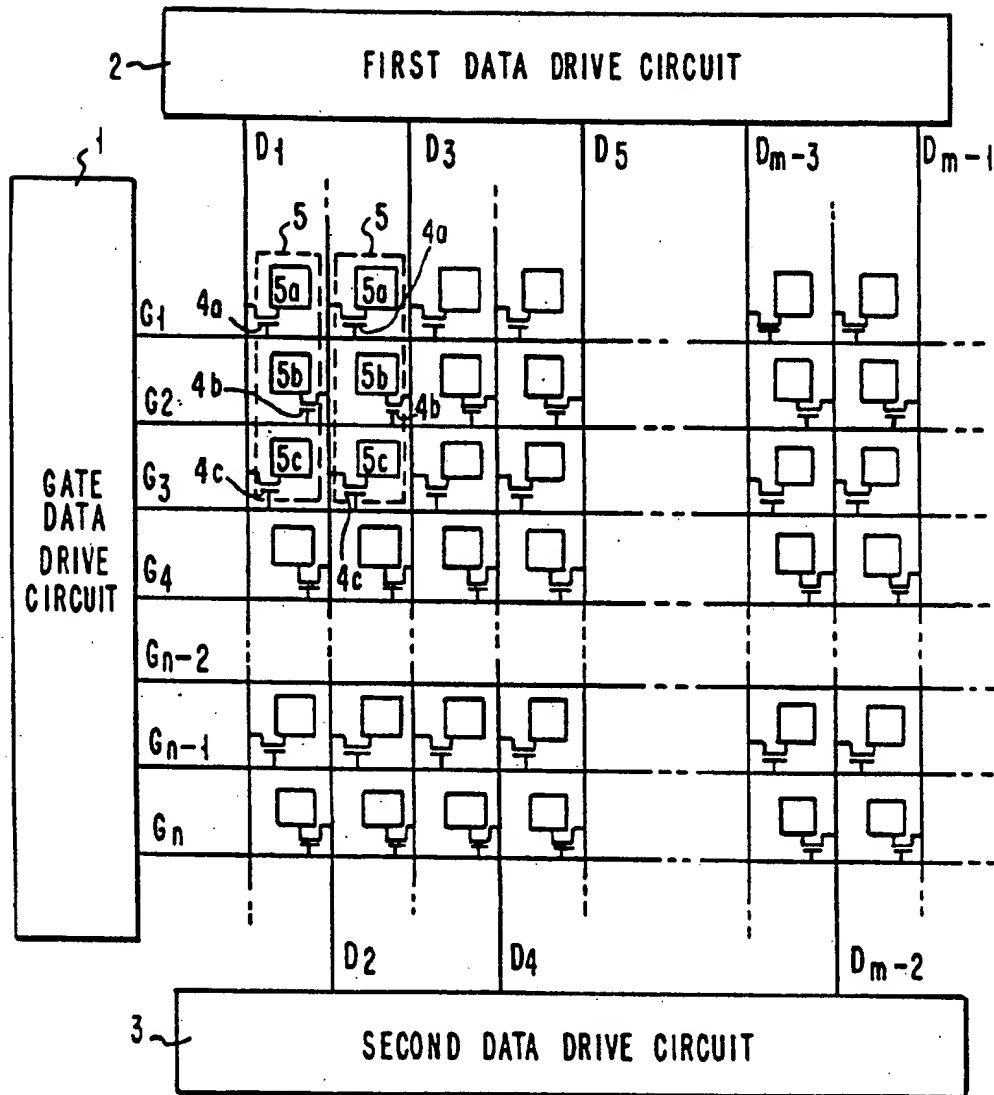 2
FIRST DATA DRIVE CIRCUIT
1
D1 D3 D5 Dm-3 Dm-1
5 5 4a
5a 5a
G1 4a
5b 5b
G2 4b 4b
5c 5c
G3 4c
4c
G4
GATE
DATA
DRIVE
CIRCUIT
Gn-2
Gn-1
Gn
D2 D4 Dm-2
3
SECOND DATA DRIVE CIRCUIT